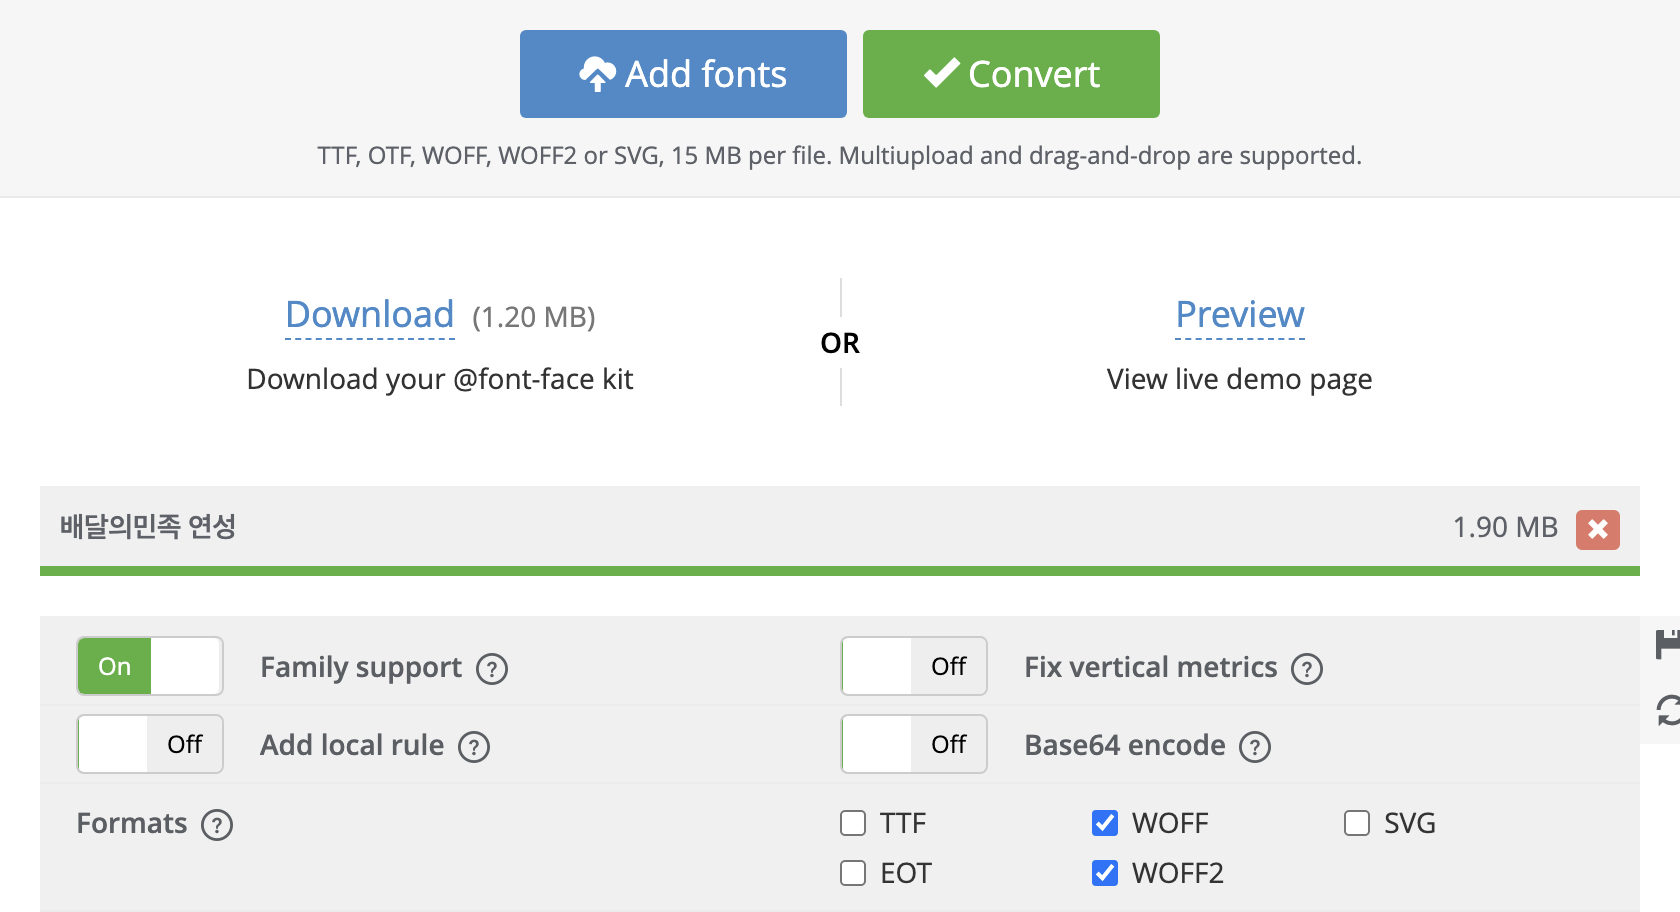 Add fonts
Convert
TTF, OTF, WOFF, WOFF2 or SVG, 15 MB per file. Multiupload and drag-and-drop are supported.
Download (1.20 MB)
Download your @font-face kit
OR
Preview
View live demo page
배달의민족 연성 1.90 MB
On Family support ?
Off Fix vertical metrics ?
Off Add local rule ?
Off Base64 encode ?
Formats ?
TTF WOFF SVG
EOT WOFF2